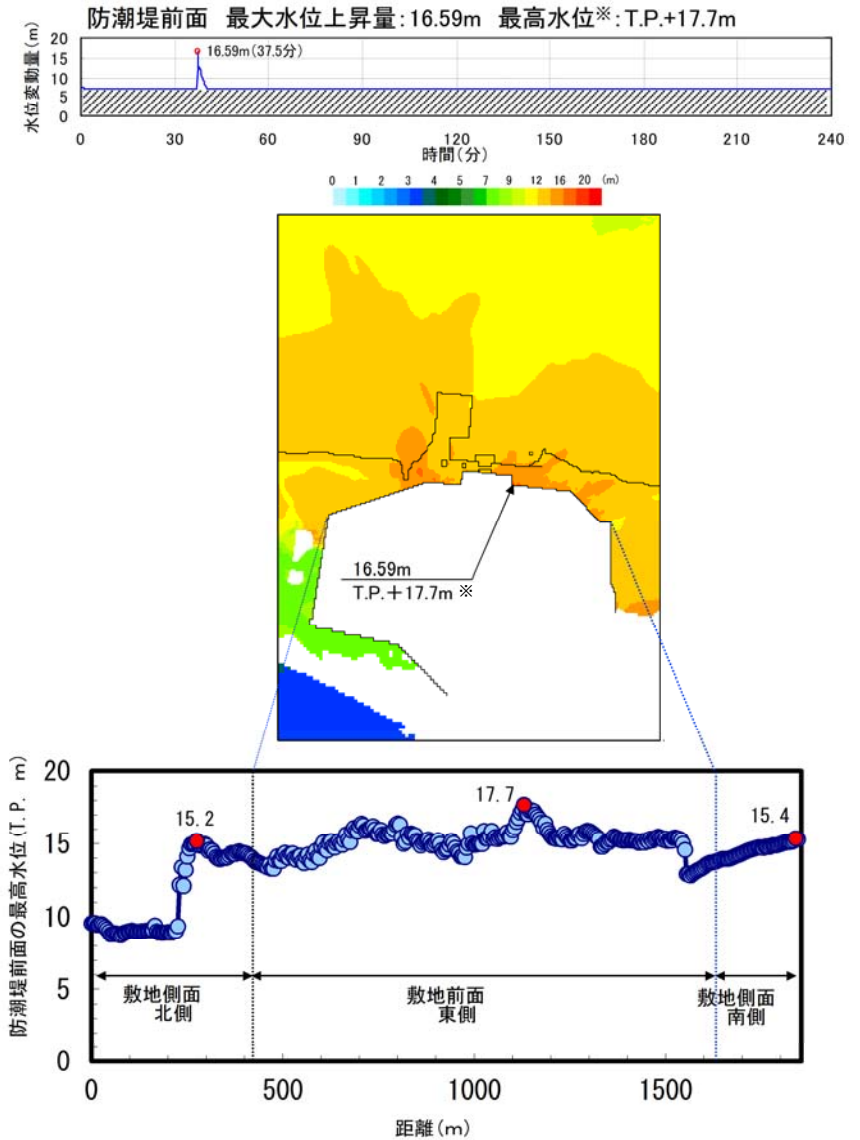 防潮堤前面 最大水位上昇量:16.59m 最高水位※:T.P.+17.7m
水位変動量(m)
20
15
10
5
0
16.59m(37.5分)
0 30 60 90 120 150 180 210 240
時間(分)
0 1 2 3 4 5 7 9 12 16 20 (m)
16.59m
T.P.+17.7m ※
防潮堤前面の最高水位(T.P. m)
20
15
10
5
0
15.2
17.7
15.4
敷地側面
北側
敷地前面
東側
敷地側面
南側
0 500 1000 1500
距離(m)